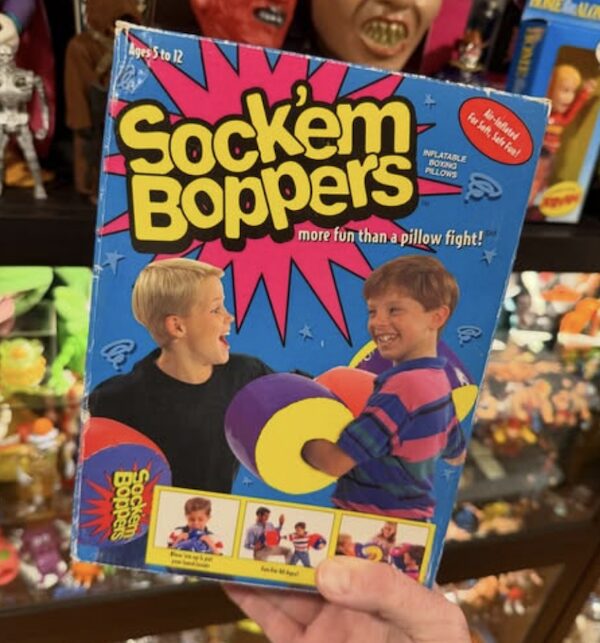 Ages 5 to 12
Sock'em
Boppers
INFLATABLE
BOXING
PILLOWS
Air-Inflated
For Soft, Safe Fun!
more fun than a pillow fight!
Sock'em
Boppers